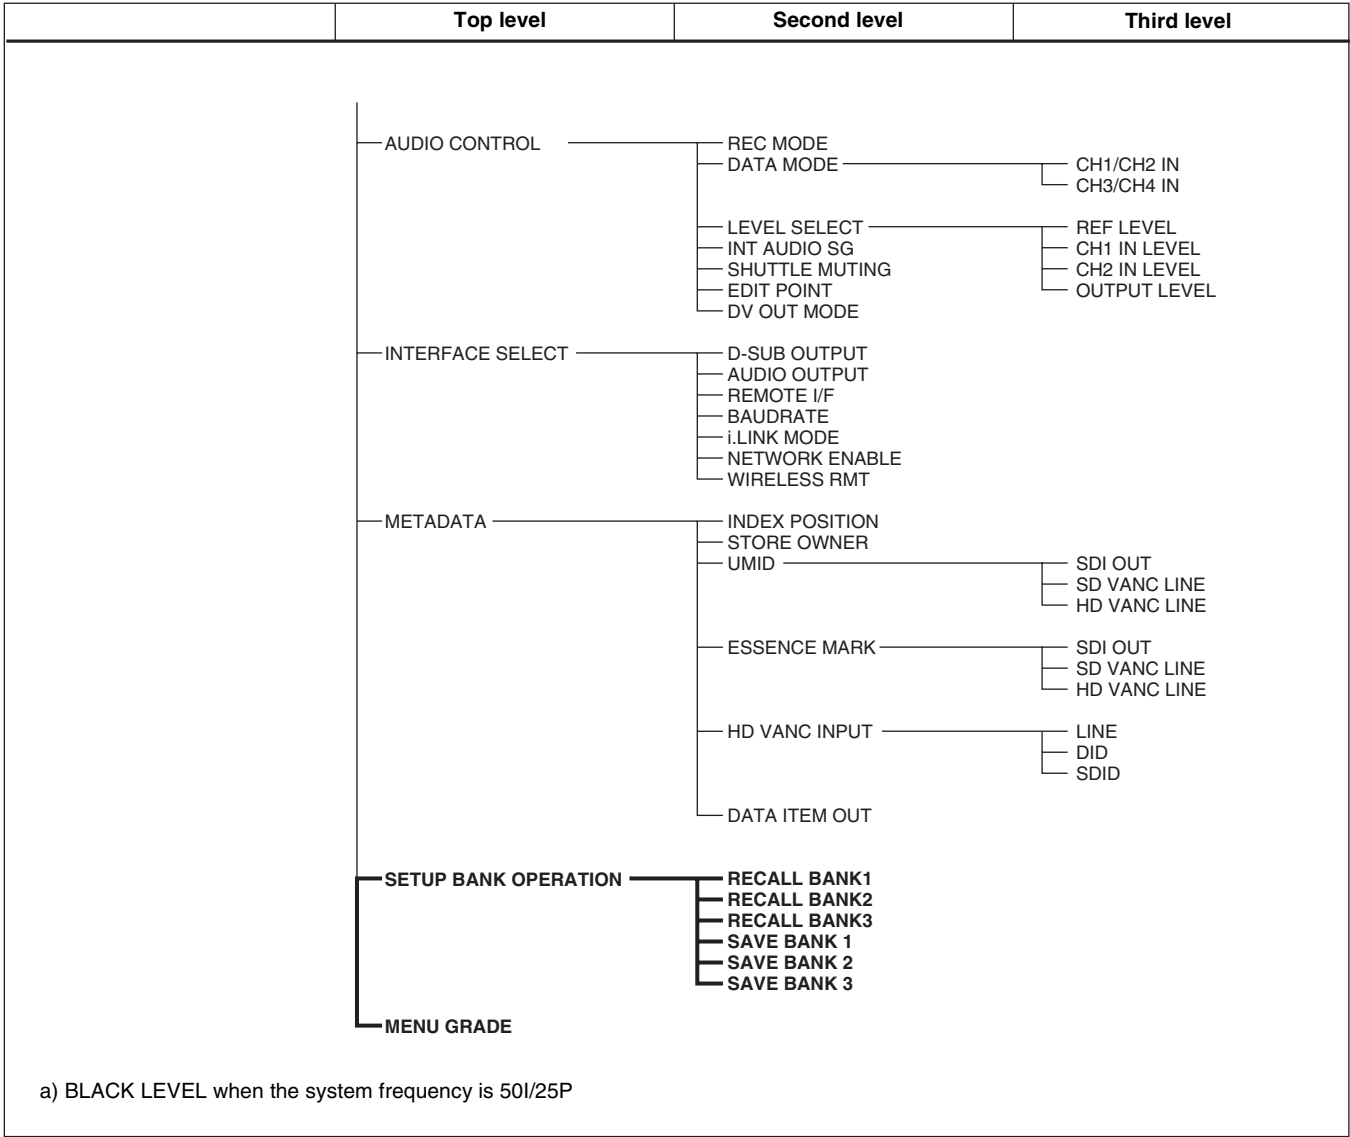 Top level Second level Third level
AUDIO CONTROL REC MODE
DATA MODE CH1/CH2 IN
CH3/CH4 IN
LEVEL SELECT REF LEVEL
INT AUDIO SG CH1 IN LEVEL
SHUTTLE MUTING CH2 IN LEVEL
EDIT POINT OUTPUT LEVEL
DV OUT MODE
INTERFACE SELECT D-SUB OUTPUT
AUDIO OUTPUT
REMOTE I/F
BAUDRATE
i.LINK MODE
NETWORK ENABLE
WIRELESS RMT
METADATA INDEX POSITION
STORE OWNER
UMID SDI OUT
SD VANC LINE
HD VANC LINE
ESSENCE MARK SDI OUT
SD VANC LINE
HD VANC LINE
HD VANC INPUT LINE
DID
SDID
DATA ITEM OUT
SETUP BANK OPERATION RECALL BANK1
RECALL BANK2
RECALL BANK3
SAVE BANK 1
SAVE BANK 2
SAVE BANK 3
MENU GRADE
a) BLACK LEVEL when the system frequency is 50I/25P